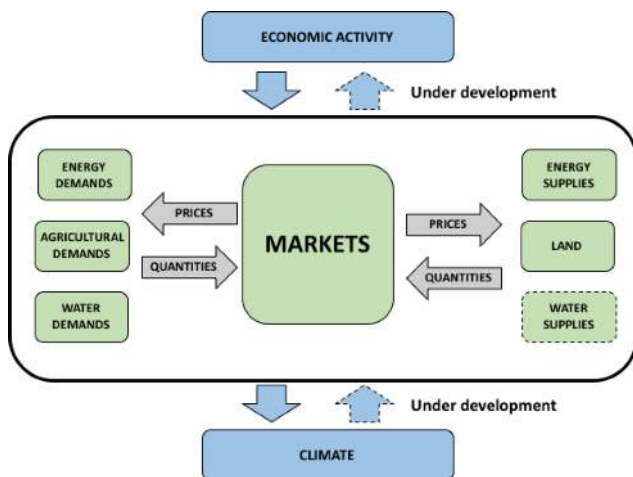 ECONOMIC ACTIVITY
Under development
ENERGY
DEMANDS
AGRICULTURAL
DEMANDS
WATER
DEMANDS
PRICES
QUANTITIES
MARKETS
PRICES
QUANTITIES
ENERGY
SUPPLIES
LAND
WATER
SUPPLIES
Under development
CLIMATE